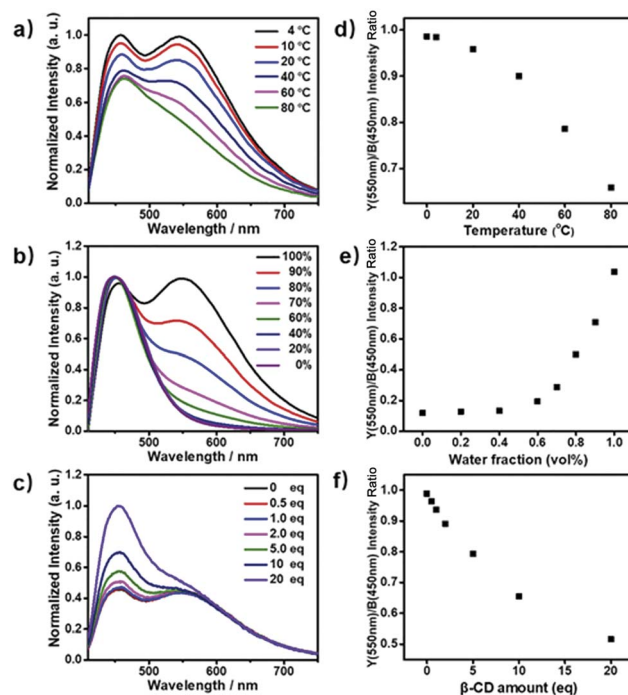 a)
Normalized Intensity (a. u.)
1.0
0.8
0.6
0.4
0.2
0.0
4 °C
10 °C
20 °C
40 °C
60 °C
80 °C
500
600
700
Wavelength / nm
d)
Y(550nm)/B(450nm) Intensity Ratio
1.0
0.9
0.8
0.7
0
20
40
60
80
Temperature (°C)
b)
Normalized Intensity (a. u.)
1.2
1.0
0.8
0.6
0.4
0.2
0.0
100%
90%
80%
70%
60%
40%
20%
0%
500
600
700
Wavelength / nm
e)
Y(550nm)/B(450nm) Intensity Ratio
1.2
1.0
0.8
0.6
0.4
0.2
0.0
0.0
0.2
0.4
0.6
0.8
1.0
Water fraction (vol%)
c)
Normalized Intensity (a. u.)
1.2
1.0
0.8
0.6
0.4
0.2
0.0
0 eq
0.5 eq
1.0 eq
2.0 eq
5.0 eq
10 eq
20 eq
500
600
700
Wavelength / nm
f)
Y(550nm)/B(450nm) Intensity Ratio
1.0
0.9
0.8
0.7
0.6
0.5
0
5
10
15
20
β-CD amount (eq)